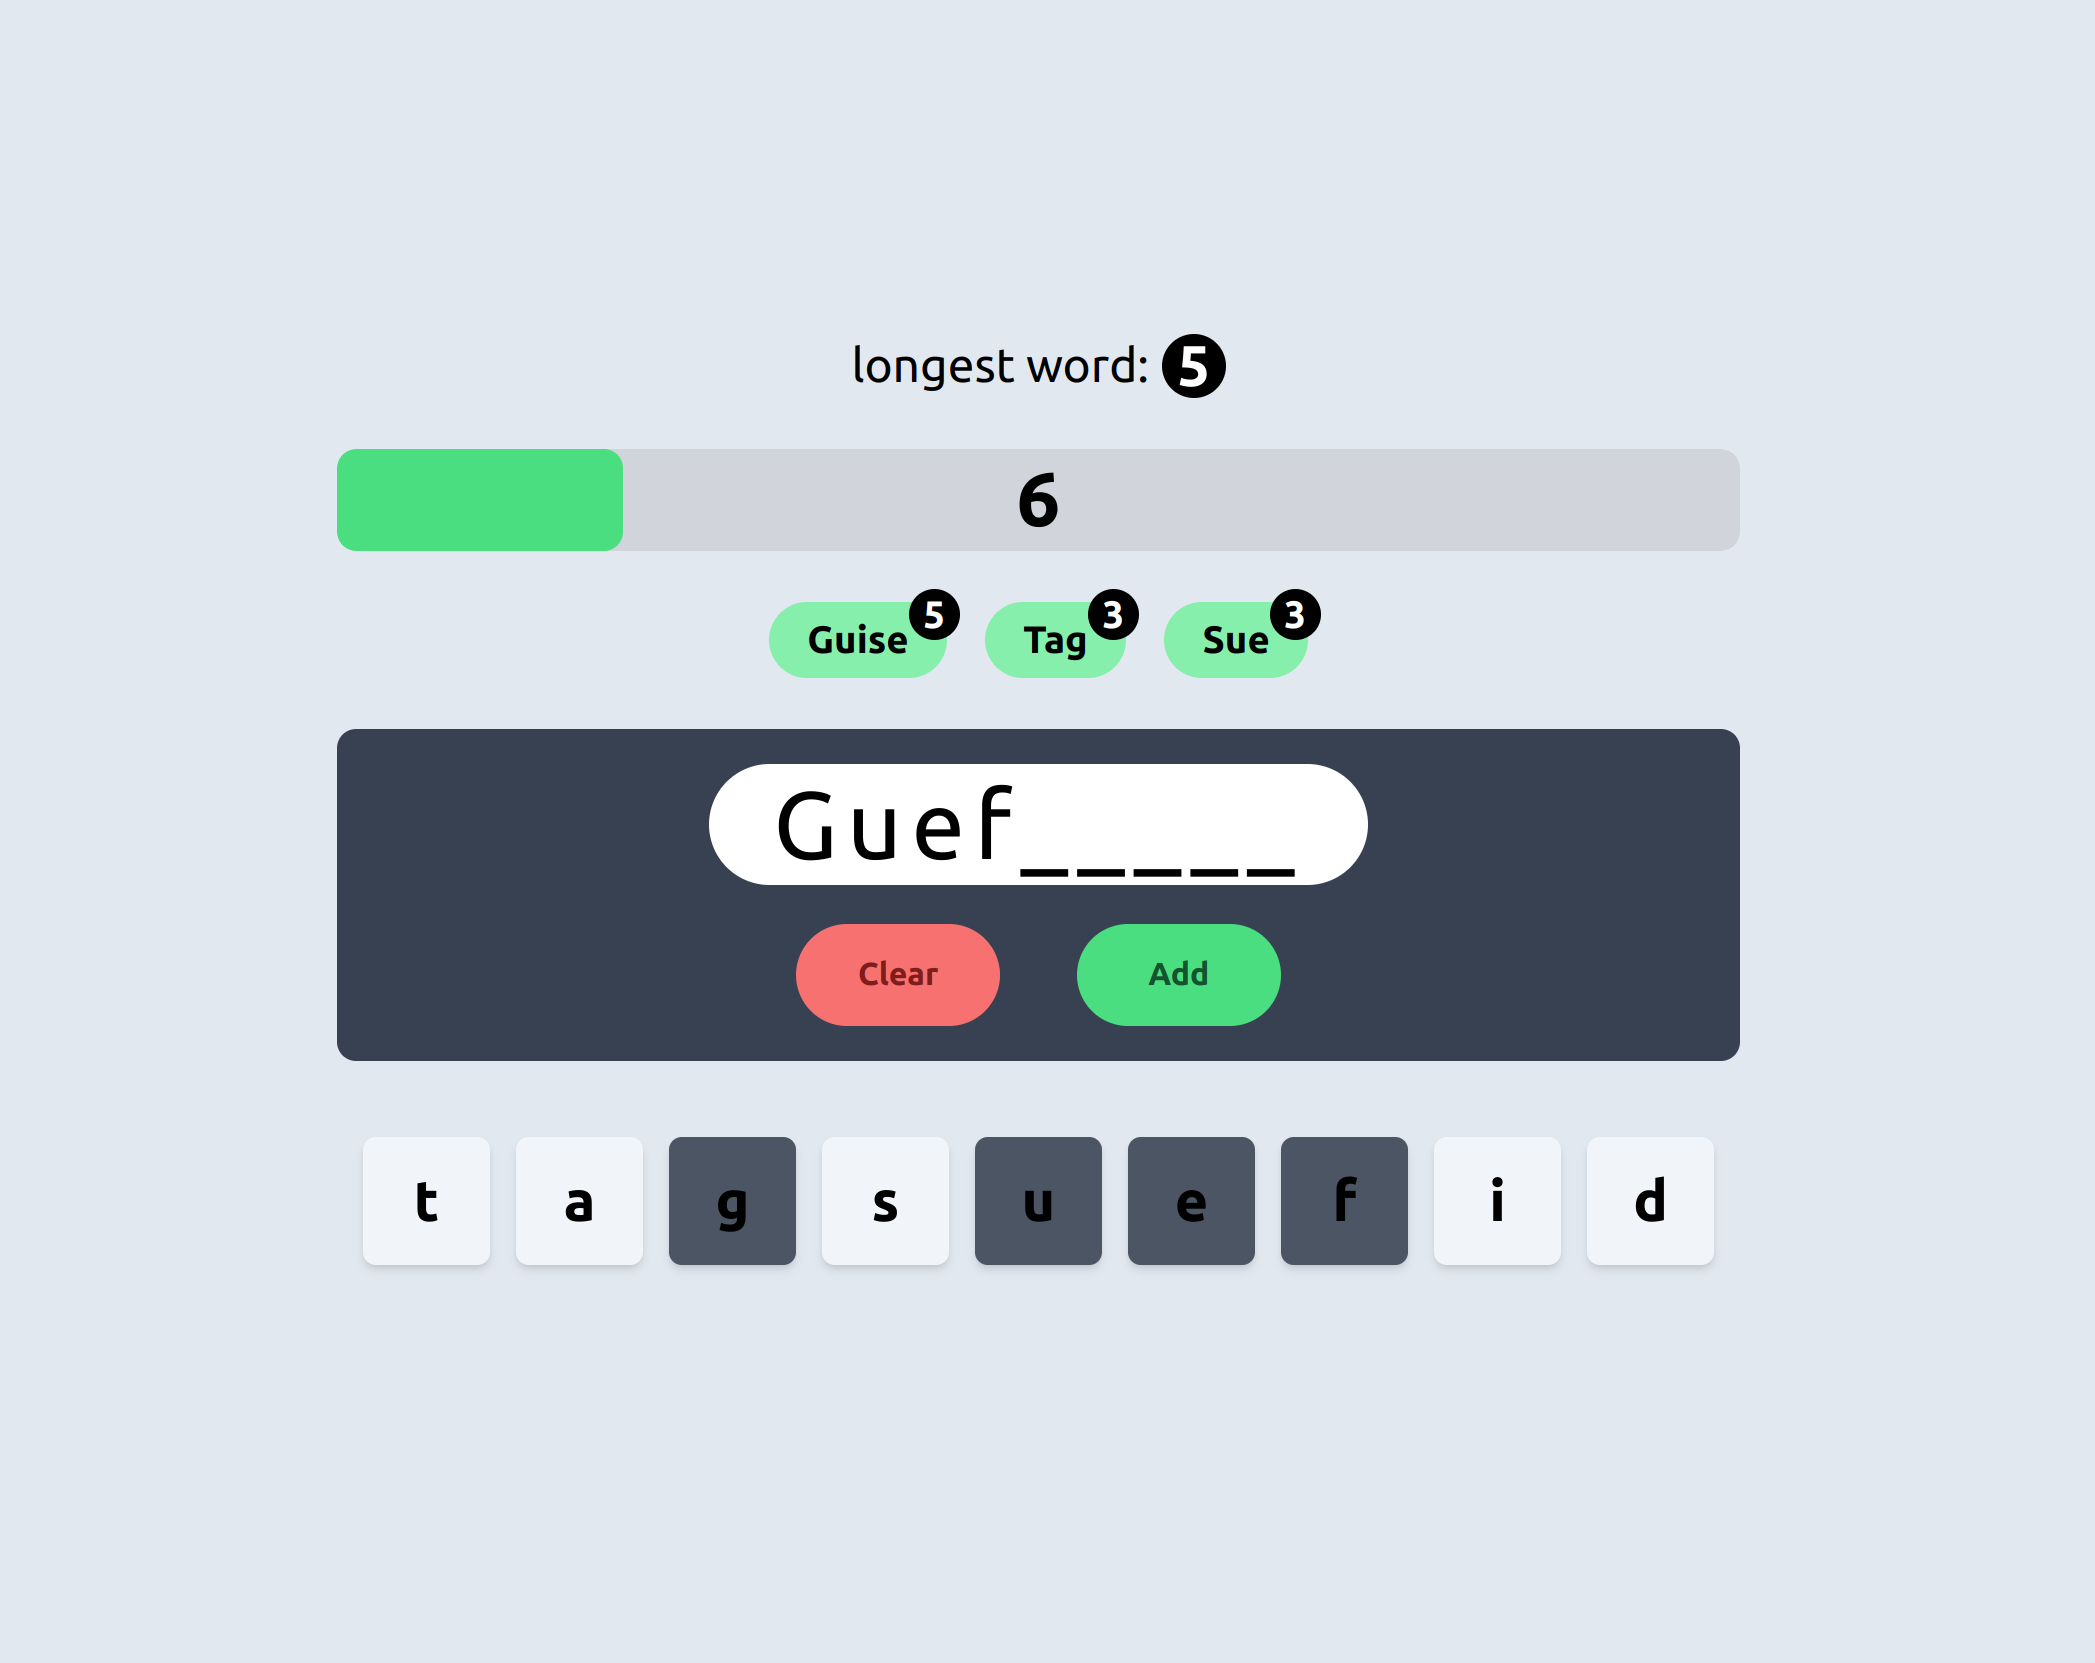 longest word: 5
6
Guise 5 Tag 3 Sue 3
Guef_____
Clear Add
t a g s u e f i d